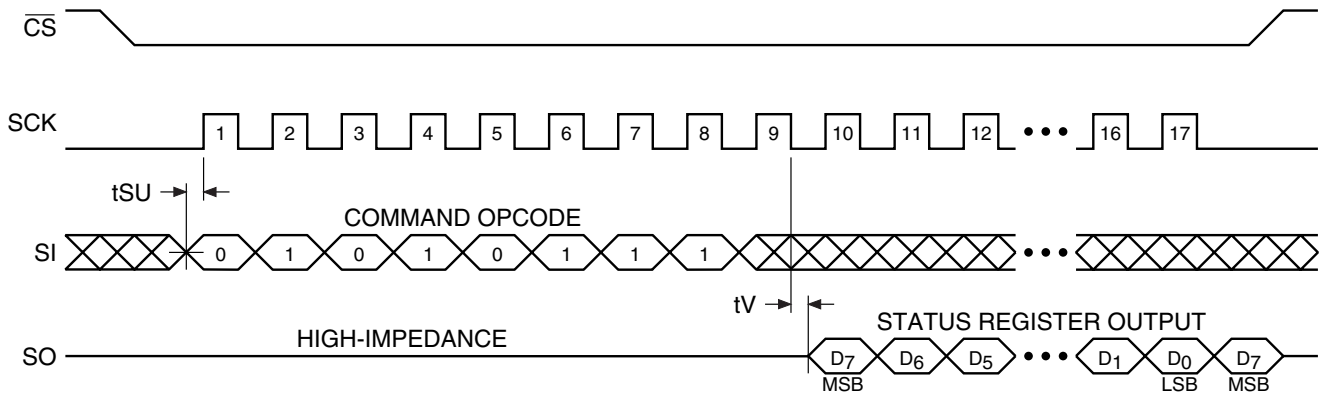 CS
SCK 1 2 3 4 5 6 7 8 9 10 11 12 ••• 16 17
tSU
COMMAND OPCODE
SI 0 1 0 1 0 1 1 1 •••
tV
HIGH-IMPEDANCE
STATUS REGISTER OUTPUT
SO D7 D6 D5 ••• D1 D0 D7
MSB LSB MSB